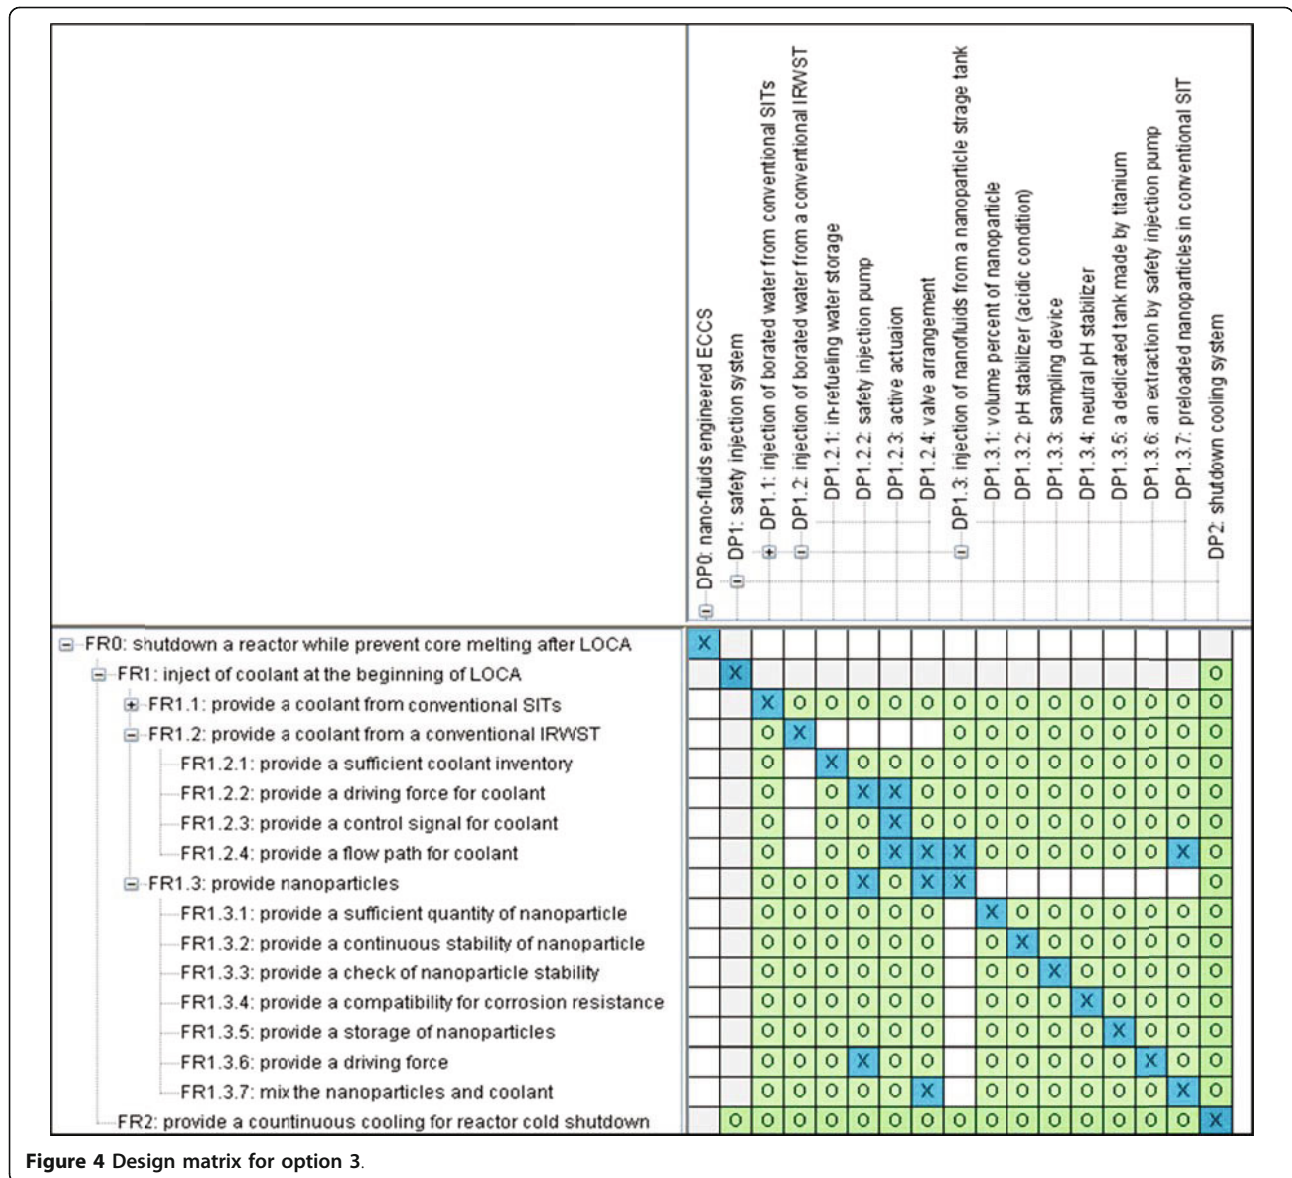 DP0: nano-fluids engineered ECCS
DP1: safety injection system
DP1.1: injection of borated water from conventional SITs
DP1.2: injection of borated water from a conventional IRWST
DP1.2.1: in-refueling water storage
DP1.2.2: safety injection pump
DP1.2.3: active actuaion
DP1.2.4: valve arrangement
DP1.3: injection of nanofluids from a nanoparticle strage tank
DP1.3.1: volume percent of nanoparticle
DP1.3.2: pH stabilizer (acidic condition)
DP1.3.3: sampling device
DP1.3.4: neutral pH stabilizer
DP1.3.5: a dedicated tank made by titanium
DP1.3.6: an extraction by safety injection pump
DP1.3.7: preloaded nanoparticles in conventional SIT
DP2: shutdown cooling system
FR0: shutdown a reactor while prevent core melting after LOCA X
FR1: inject of coolant at the beginning of LOCA X O
FR1.1: provide a coolant from conventional SITs X O O O O O O O O O O O O O O
FR1.2: provide a coolant from a conventional IRWST O X O O O O O O O O O
FR1.2.1: provide a sufficient coolant inventory O X O O O O O O O O O O O O
FR1.2.2: provide a driving force for coolant O O X X O O O O O O O O O O
FR1.2.3: provide a control signal for coolant O O O X O O O O O O O O O O
FR1.2.4: provide a flow path for coolant O O O X X X O O O O O O X O
FR1.3: provide nanoparticles O O O X O X X O
FR1.3.1: provide a sufficient quantity of nanoparticle O O O O O O X O O O O O O O
FR1.3.2: provide a continuous stability of nanoparticle O O O O O O O X O O O O O O
FR1.3.3: provide a check of nanoparticle stability O O O O O O O O X O O O O O
FR1.3.4: provide a compatibility for corrosion resistance O O O O O O O O O X O O O O
FR1.3.5: provide a storage of nanoparticles O O O O O O O O O O X O O O
FR1.3.6: provide a driving force O O O X O O O O O O O X O O
FR1.3.7: mix the nanoparticles and coolant O O O O O X O O O O O O X O
FR2: provide a countinuous cooling for reactor cold shutdown O O O O O O O O O O O O O O O X
Figure 4 Design matrix for option 3.